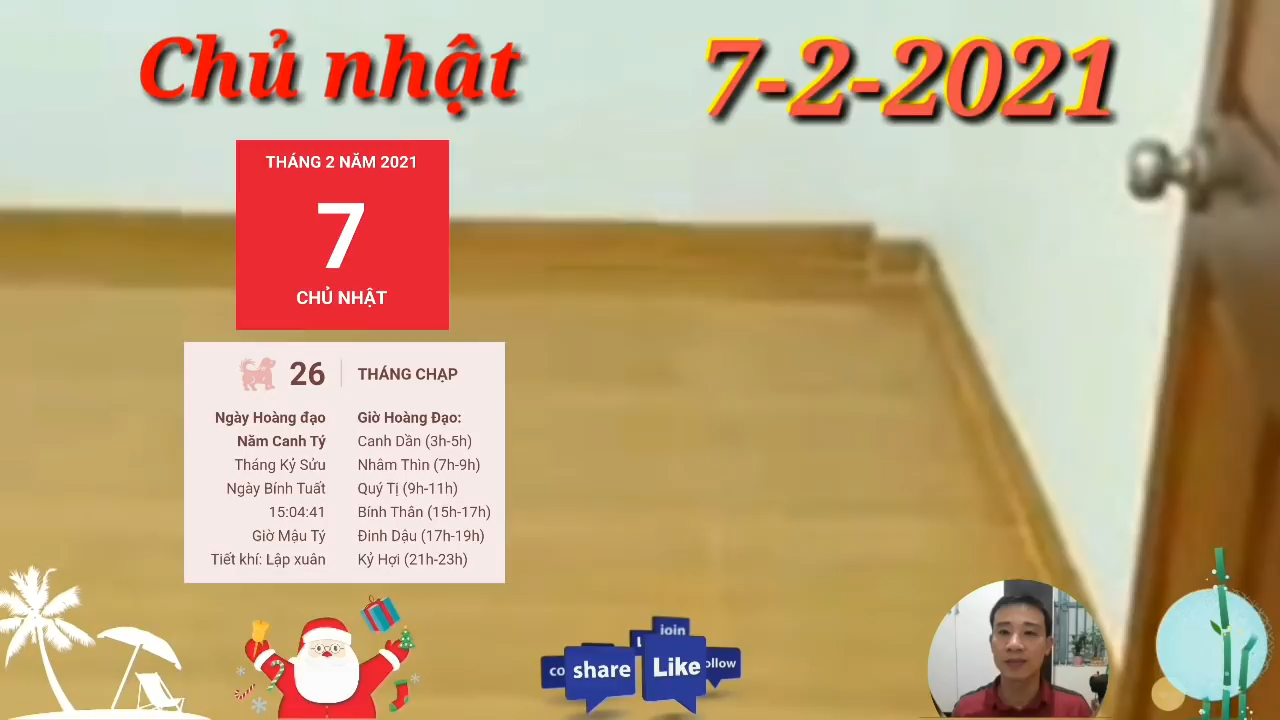 Chủ nhật
7-2-2021
THÁNG 2 NĂM 2021
7
CHỦ NHẬT
26
THÁNG CHẠP
Ngày Hoàng đạo
Năm Canh Tý
Tháng Kỷ Sửu
Ngày Bính Tuất
15:04:41
Giờ Mậu Tý
Tiết khí: Lập xuân
Giờ Hoàng Đạo:
Canh Dần (3h-5h)
Nhâm Thìn (7h-9h)
Quý Tị (9h-11h)
Bính Thân (15h-17h)
Đinh Dậu (17h-19h)
Kỷ Hợi (21h-23h)
join
co
share
Like
ollow